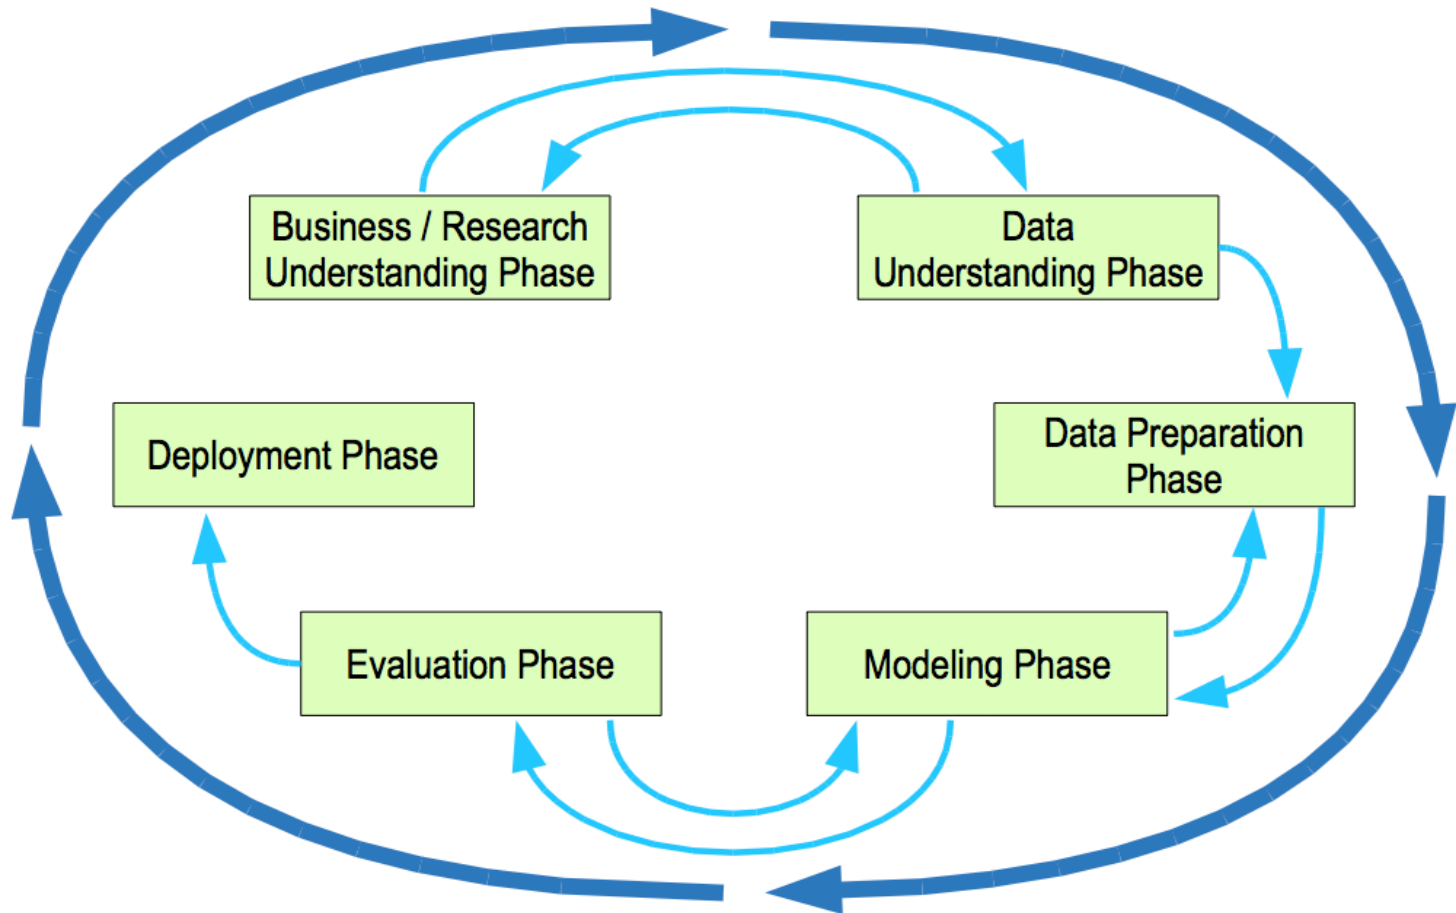 Business / Research
Understanding Phase
Data
Understanding Phase
Deployment Phase
Data Preparation
Phase
Evaluation Phase
Modeling Phase